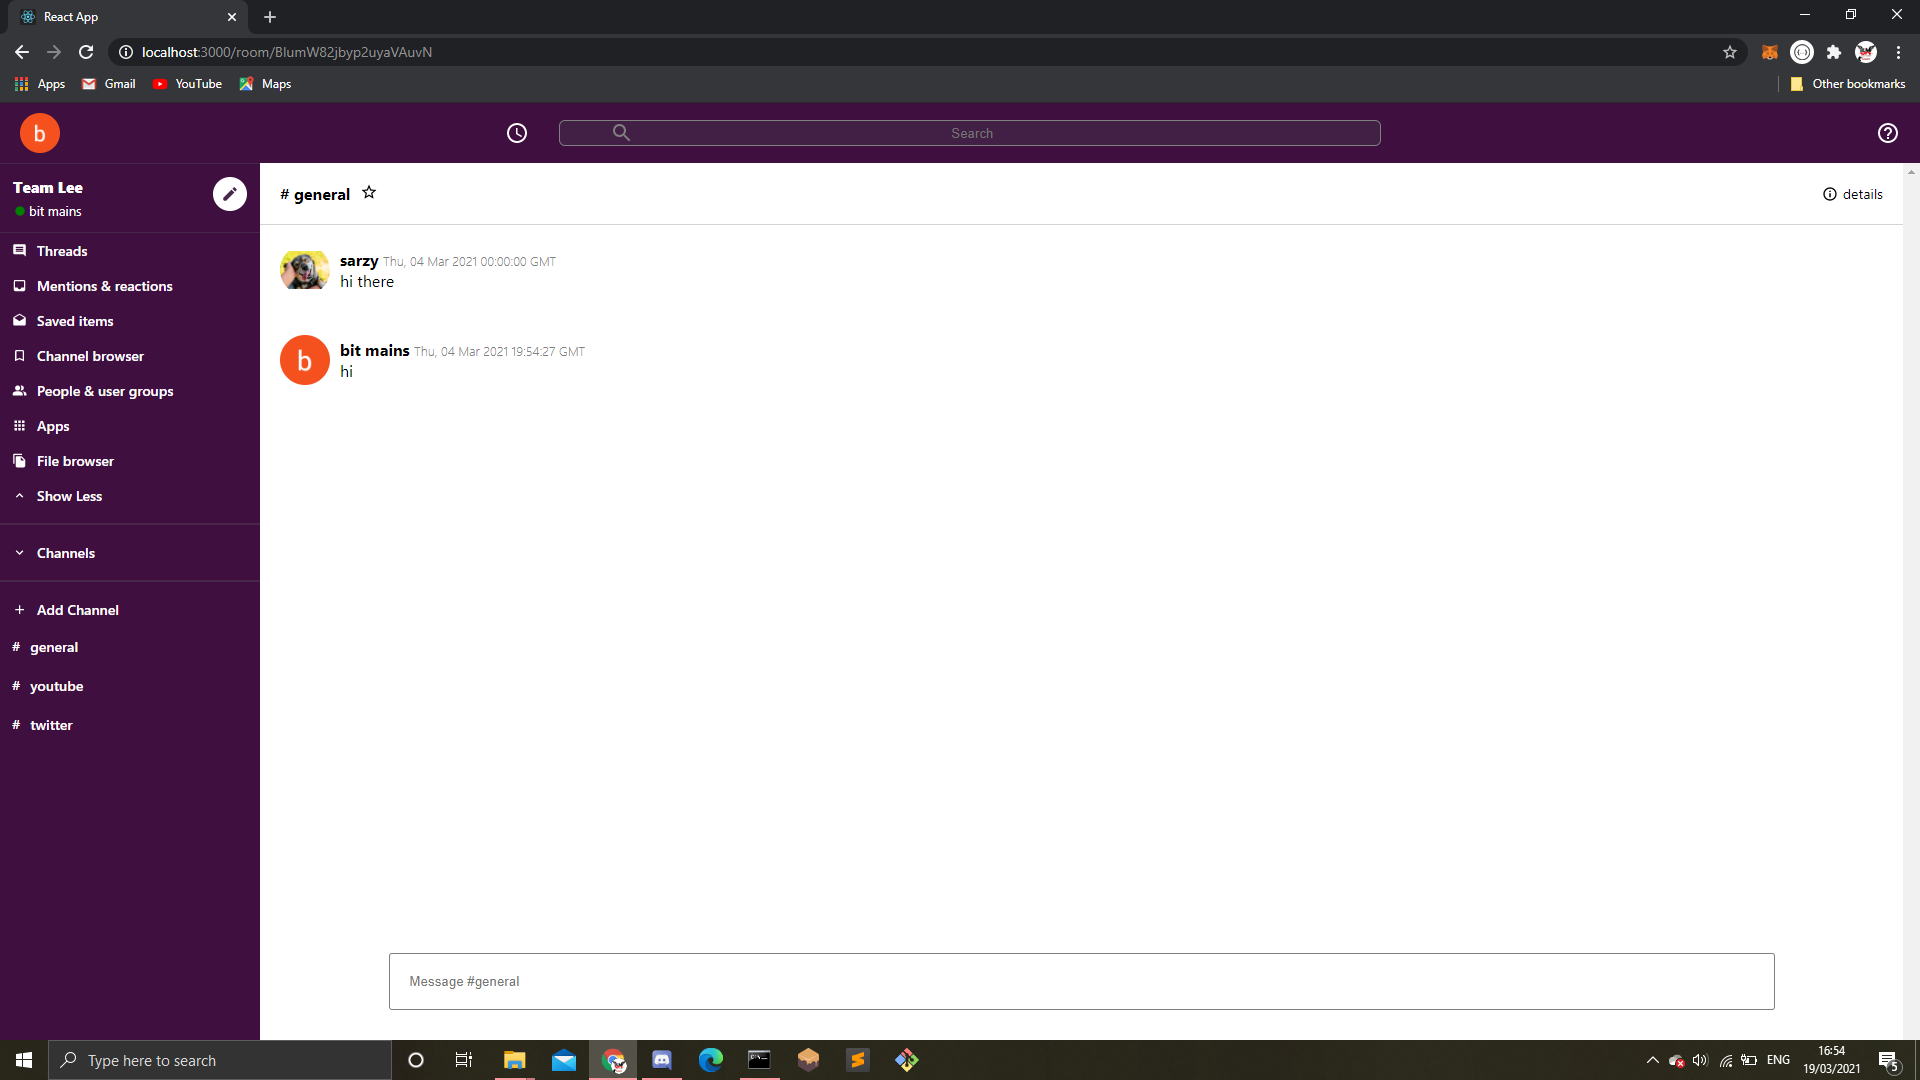 React App
localhost:3000/room/BlumW82jbyp2uyaVAuvN
Apps
Gmail
YouTube
Maps
Other bookmarks
b
Search
Team Lee
bit mains
Threads
Mentions & reactions
Saved items
Channel browser
People & user groups
Apps
File browser
Show Less
Channels
+ Add Channel
# general
# youtube
# twitter
# general
details
sarzy Thu, 04 Mar 2021 00:00:00 GMT
hi there
b
bit mains Thu, 04 Mar 2021 19:54:27 GMT
hi
Message #general
Type here to search
ENG
16:54
19/03/2021
5